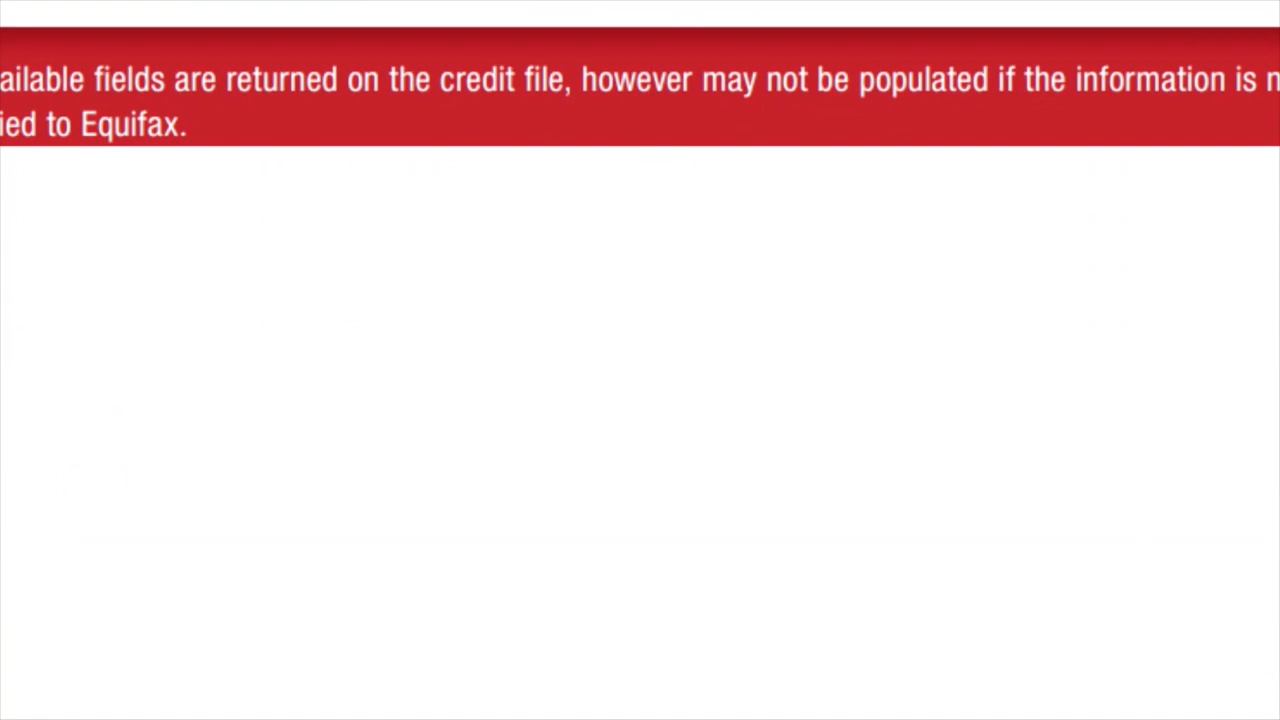 ailable fields are returned on the credit file, however may not be populated if the information is n
ied to Equifax.